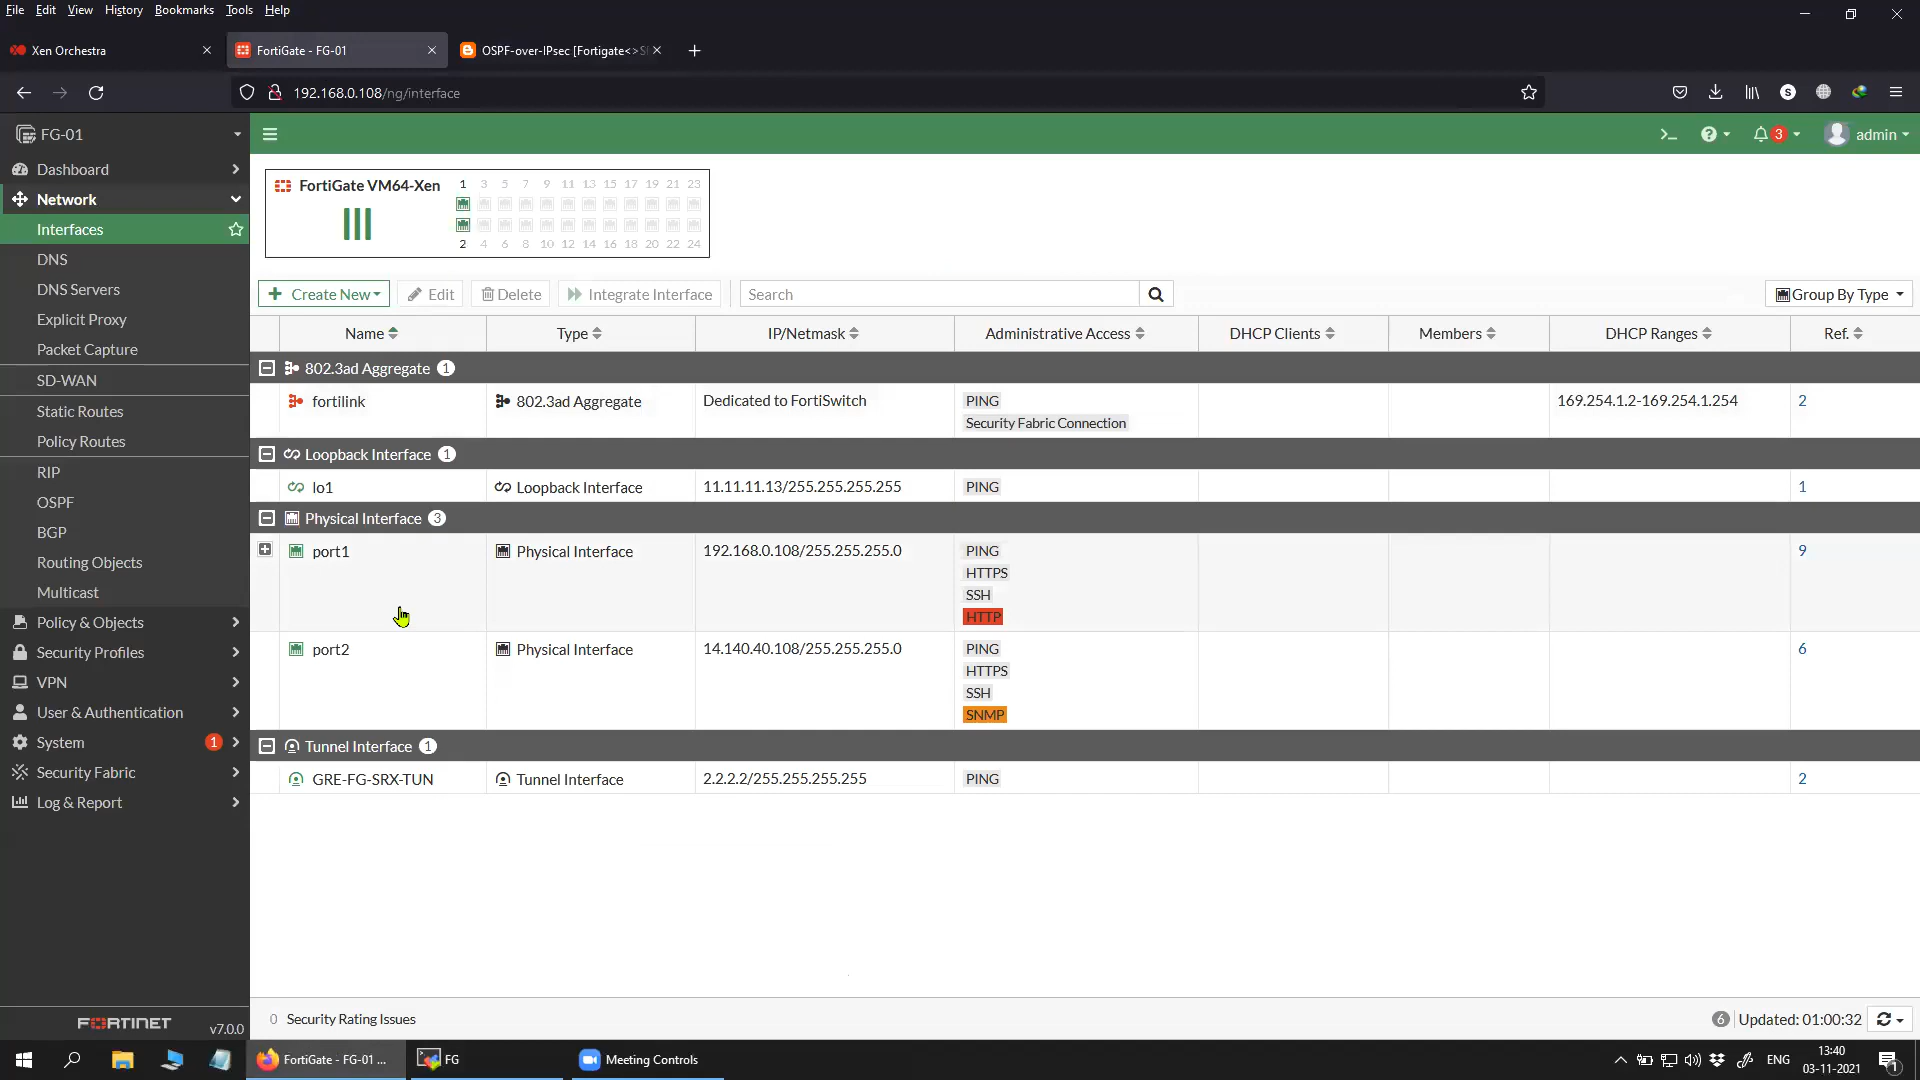 File Edit View History Bookmarks Tools Help
Xen Orchestra
FortiGate - FG-01
OSPF-over-IPsec [Fortigate<>S
192.168.0.108/ng/interface
FG-01
3
admin
Dashboard
Network
Interfaces
DNS
DNS Servers
Explicit Proxy
Packet Capture
SD-WAN
Static Routes
Policy Routes
RIP
OSPF
BGP
Routing Objects
Multicast
Policy & Objects
Security Profiles
VPN
User & Authentication
System 1
Security Fabric
Log & Report
FORTINET v7.0.0
FortiGate VM64-Xen
1 3 5 7 9 11 13 15 17 19 21 23
2 4 6 8 10 12 14 16 18 20 22 24
Create New Edit Delete Integrate Interface Search Group By Type
Name Type IP/Netmask Administrative Access DHCP Clients Members DHCP Ranges Ref.
802.3ad Aggregate 1
fortilink 802.3ad Aggregate Dedicated to FortiSwitch PING 169.254.1.2-169.254.1.254 2
Security Fabric Connection
Loopback Interface 1
lo1 Loopback Interface 11.11.11.13/255.255.255.255 PING 1
Physical Interface 3
port1 Physical Interface 192.168.0.108/255.255.255.0 PING 9
HTTPS
SSH
HTTP
port2 Physical Interface 14.140.40.108/255.255.255.0 PING 6
HTTPS
SSH
SNMP
Tunnel Interface 1
GRE-FG-SRX-TUN Tunnel Interface 2.2.2.2/255.255.255.255 PING 2
0 Security Rating Issues
6 Updated: 01:00:32
FortiGate - FG-01 ...
FG
Meeting Controls
ENG
13:40
03-11-2021
1